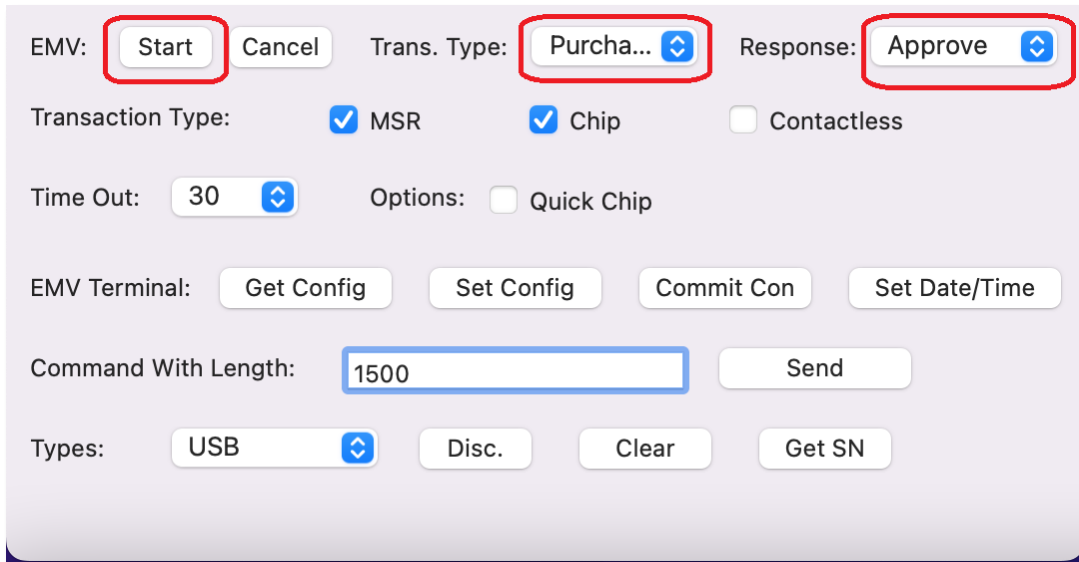 EMV: Start Cancel Trans. Type: Purcha... Response: Approve
Transaction Type: MSR Chip Contactless
Time Out: 30 Options: Quick Chip
EMV Terminal: Get Config Set Config Commit Con Set Date/Time
Command With Length: 1500 Send
Types: USB Disc. Clear Get SN